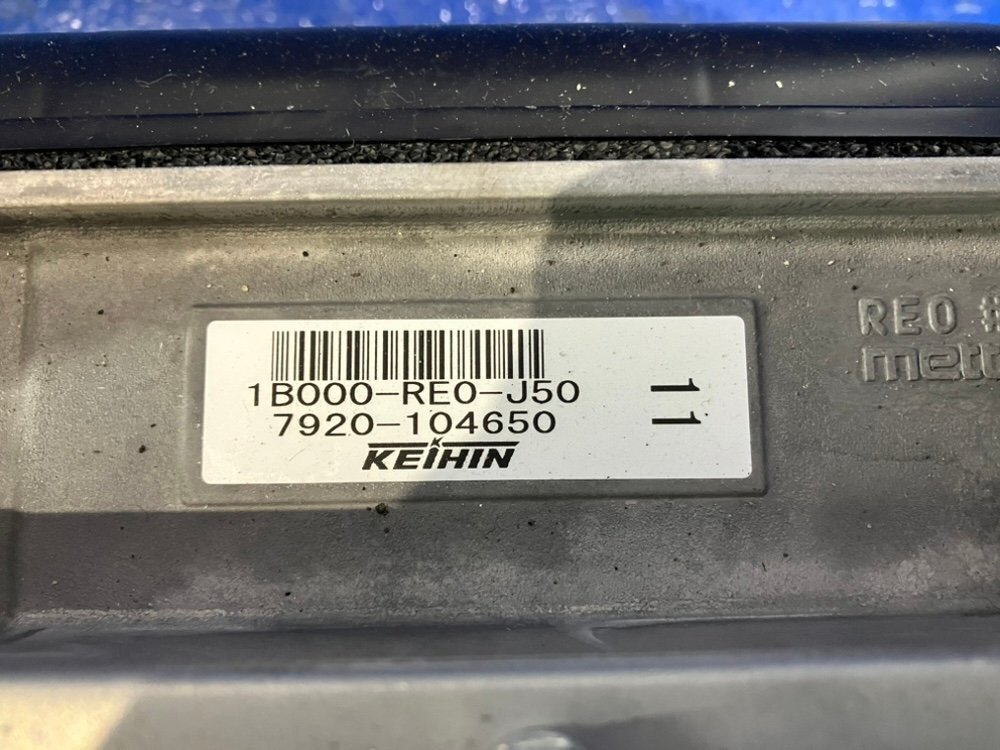 1B000-RE0-J50
7920-104650
KEIHIN
11
RE0 #